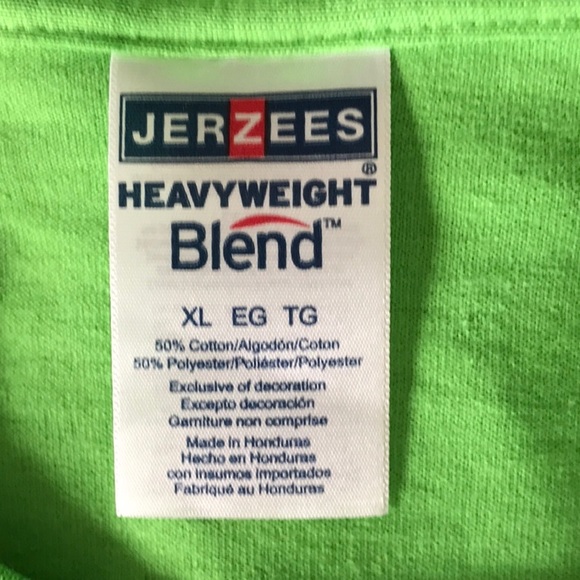 JERZEES
®
HEAVYWEIGHT
Blend™
XL EG TG
50% Cotton/Algodón/Coton
50% Polyester/Poliéster/Polyester
Exclusive of decoration
Excepto decoración
Garniture non comprise
Made in Honduras
Hecho en Honduras
con insumos importados
Fabriqué au Honduras